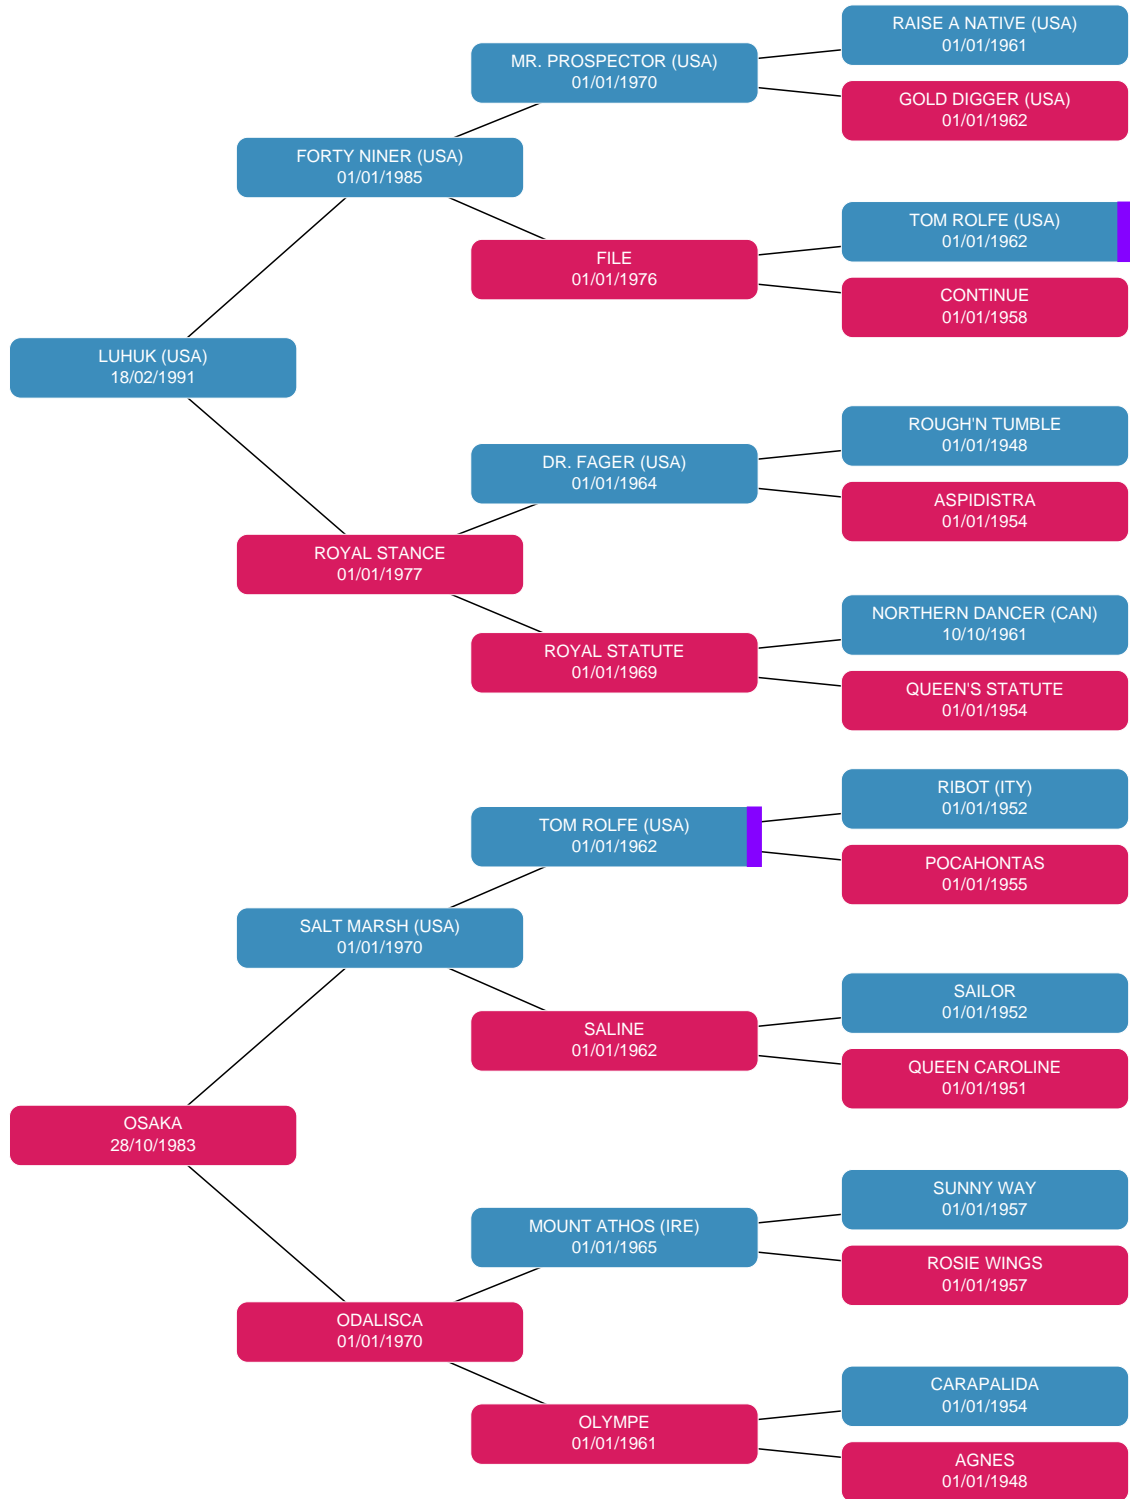 RAISE A NATIVE (USA)
01/01/1961
MR. PROSPECTOR (USA)
01/01/1970
GOLD DIGGER (USA)
01/01/1962
FORTY NINER (USA)
01/01/1985
TOM ROLFE (USA)
01/01/1962
FILE
01/01/1976
CONTINUE
01/01/1958
LUHUK (USA)
18/02/1991
ROUGH'N TUMBLE
01/01/1948
DR. FAGER (USA)
01/01/1964
ASPIDISTRA
01/01/1954
ROYAL STANCE
01/01/1977
NORTHERN DANCER (CAN)
10/10/1961
ROYAL STATUTE
01/01/1969
QUEEN'S STATUTE
01/01/1954
RIBOT (ITY)
01/01/1952
TOM ROLFE (USA)
01/01/1962
POCAHONTAS
01/01/1955
SALT MARSH (USA)
01/01/1970
SAILOR
01/01/1952
SALINE
01/01/1962
QUEEN CAROLINE
01/01/1951
OSAKA
28/10/1983
SUNNY WAY
01/01/1957
MOUNT ATHOS (IRE)
01/01/1965
ROSIE WINGS
01/01/1957
ODALISCA
01/01/1970
CARAPALIDA
01/01/1954
OLYMPE
01/01/1961
AGNES
01/01/1948